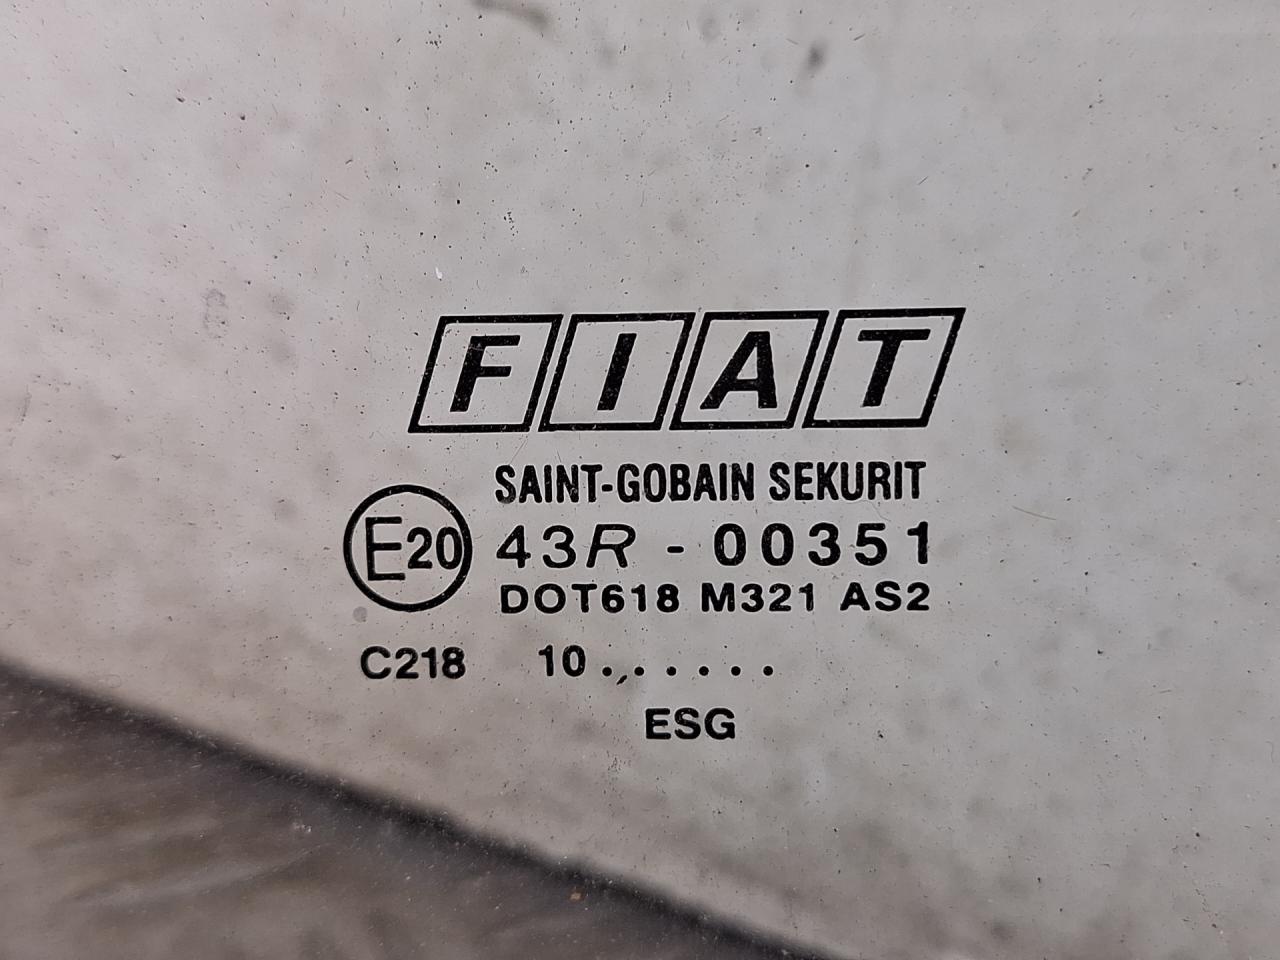 FIAT
SAINT-GOBAIN SEKURIT
E20 43R - 00351
DOT618 M321 AS2
C218 10 . . . . . .
ESG